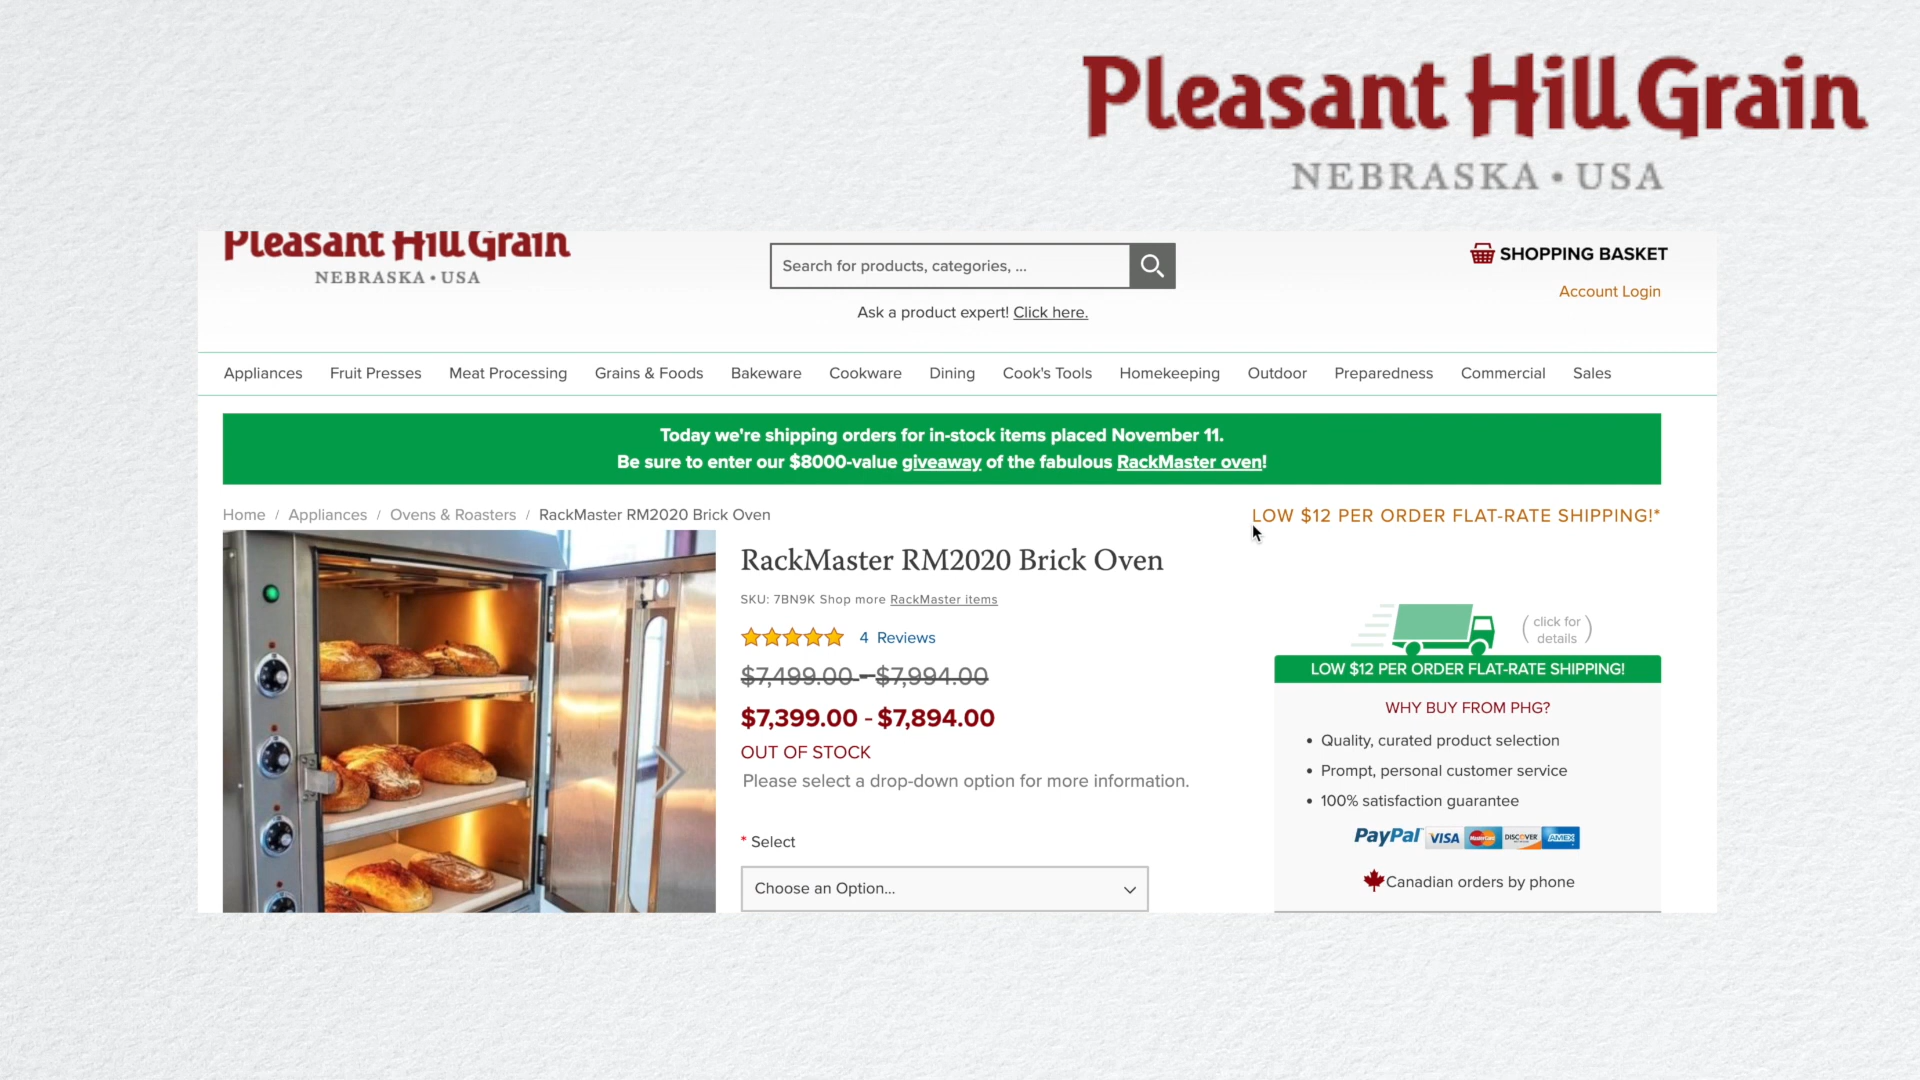 Pleasant Hill Grain
NEBRASKA • USA
Pleasant Hill Grain
NEBRASKA • USA
Search for products, categories, ...
SHOPPING BASKET
Account Login
Ask a product expert! Click here.
Appliances Fruit Presses Meat Processing Grains & Foods Bakeware Cookware Dining Cook's Tools Homekeeping Outdoor Preparedness Commercial Sales
Today we're shipping orders for in-stock items placed November 11.
Be sure to enter our $8000-value giveaway of the fabulous RackMaster oven!
Home / Appliances / Ovens & Roasters / RackMaster RM2020 Brick Oven
LOW $12 PER ORDER FLAT-RATE SHIPPING!*
RackMaster RM2020 Brick Oven
SKU: 7BN9K Shop more RackMaster items
4 Reviews
$7,499.00 - $7,994.00
$7,399.00 - $7,894.00
OUT OF STOCK
Please select a drop-down option for more information.
* Select
Choose an Option...
(click for
details)
LOW $12 PER ORDER FLAT-RATE SHIPPING!
WHY BUY FROM PHG?
• Quality, curated product selection
• Prompt, personal customer service
• 100% satisfaction guarantee
PayPal VISA MasterCard DISCOVER AMEX
Canadian orders by phone